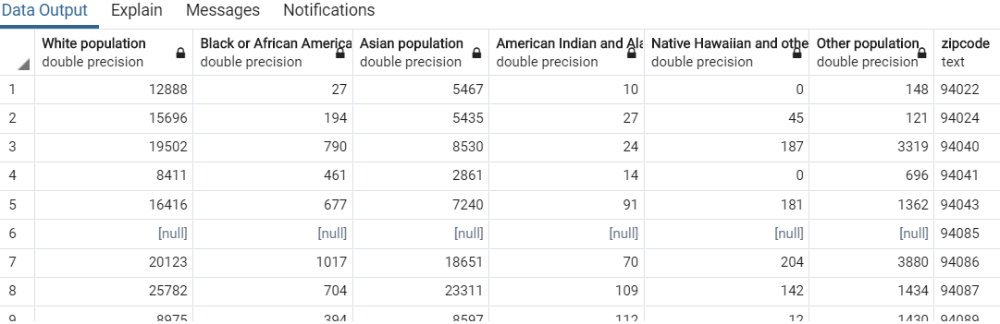 Data Output Explain Messages Notifications
White population Black or African America Asian population American Indian and Ala Native Hawaiian and othe Other population zipcode
double precision double precision double precision double precision double precision double precision text
1 12888 27 5467 10 0 148 94022
2 15696 194 5435 27 45 121 94024
3 19502 790 8530 24 187 3319 94040
4 8411 461 2861 14 0 696 94041
5 16416 677 7240 91 181 1362 94043
6 [null] [null] [null] [null] [null] [null] 94085
7 20123 1017 18651 70 204 3880 94086
8 25782 704 23311 109 142 1434 94087
9 8975 394 8597 112 12 1430 94089